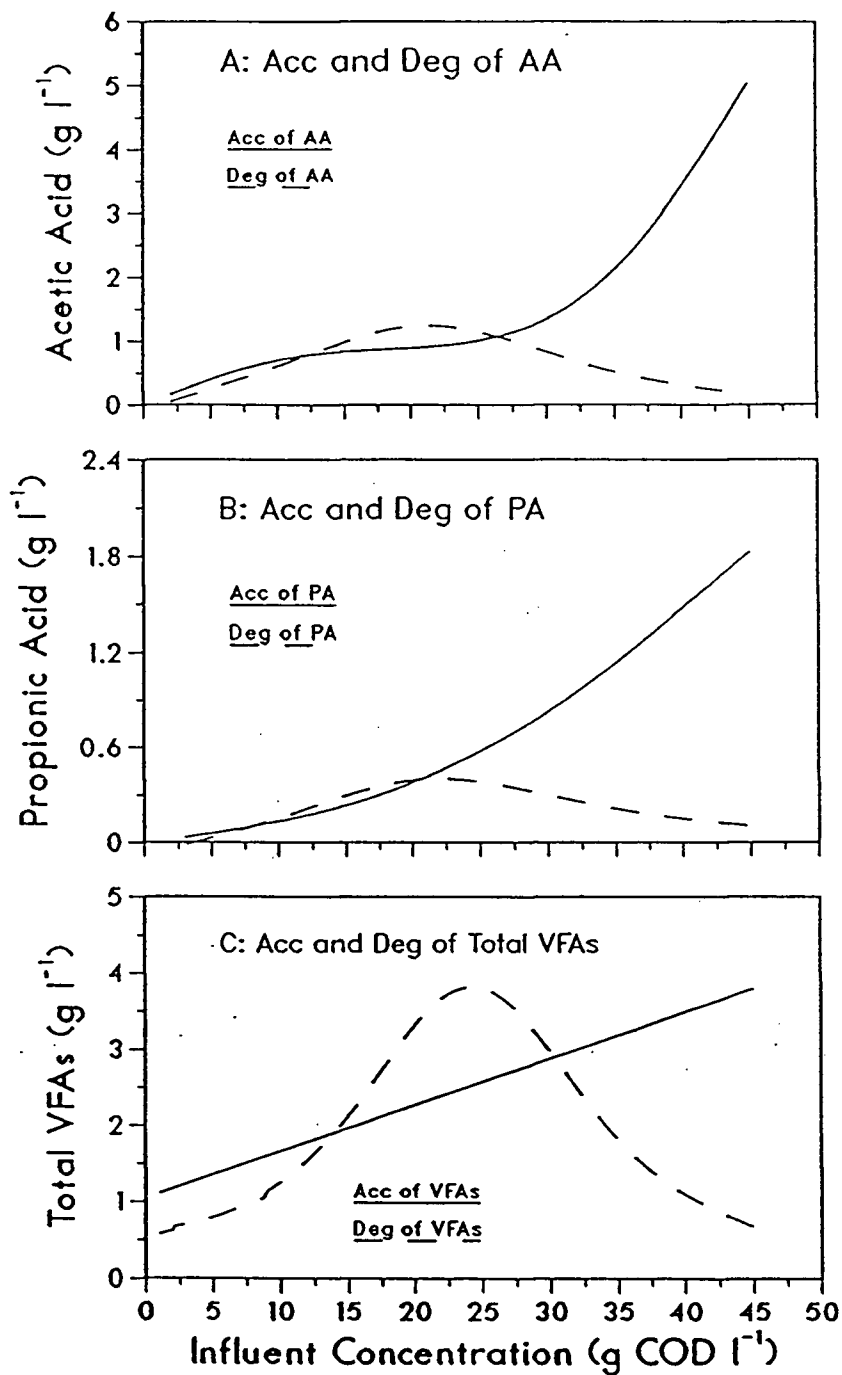 6
A: Acc and Deg of AA
5
Acc of AA
4
Deg of AA
3
2
1
0
Acetic Acid (g l⁻¹)
2.4
B: Acc and Deg of PA
1.8
Acc of PA
Deg of PA
1.2
0.6
0
Propionic Acid (g l⁻¹)
5
C: Acc and Deg of Total VFAs
4
3
2
1
Acc of VFAs
Deg of VFAs
0
Total VFAs (g l⁻¹)
0 5 10 15 20 25 30 35 40 45 50
Influent Concentration (g COD l⁻¹)